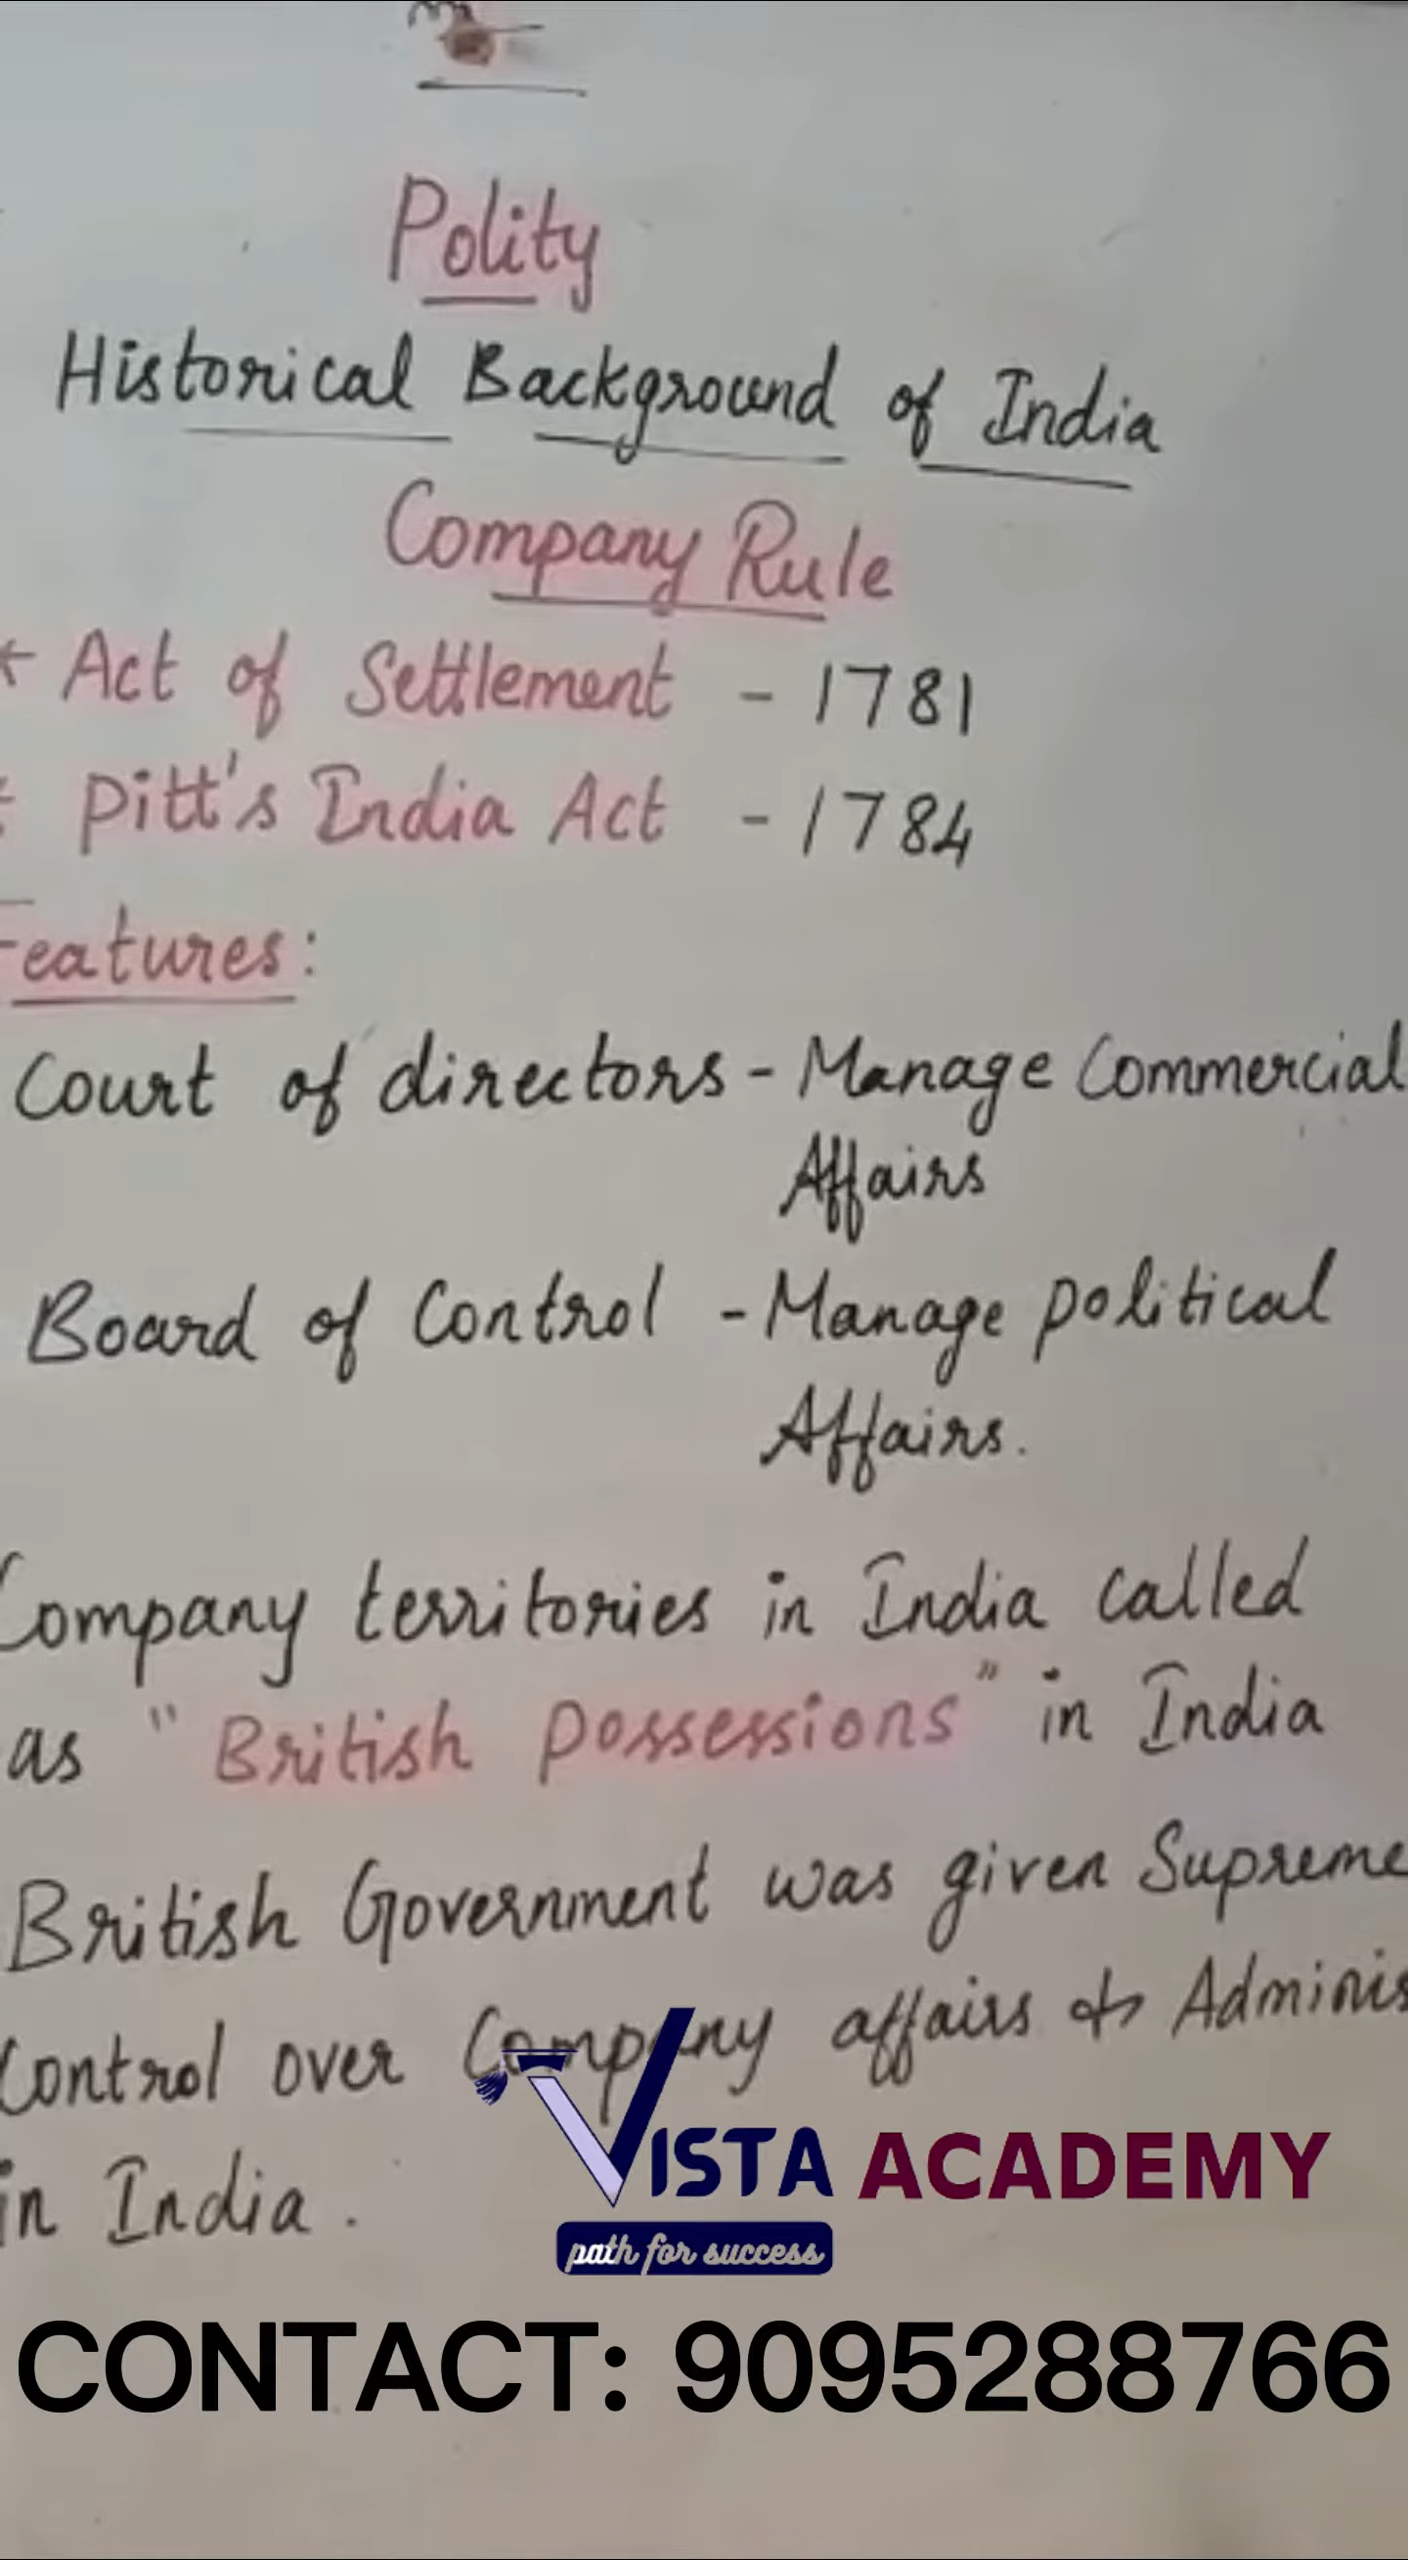 Polity
Historical Background of India
Company Rule
* Act of Settlement - 1781
* Pitt's India Act - 1784
Features:
Court of directors - Manage Commercial
Affairs
Board of Control - Manage political
Affairs.
Company territories in India called
as "British possessions" in India
British Government was given Supreme
Control over Company affairs & Adminis
in India.
VISTA ACADEMY
path for success
CONTACT: 9095288766